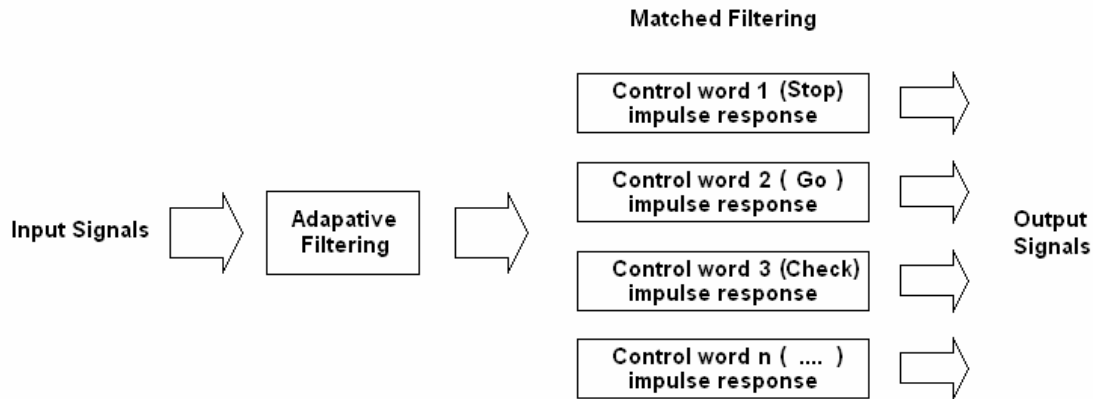 Matched Filtering
Input Signals
Adapative
Filtering
Control word 1 (Stop)
impulse response
Control word 2 ( Go )
impulse response
Control word 3 (Check)
impulse response
Control word n ( .... )
impulse response
Output
Signals